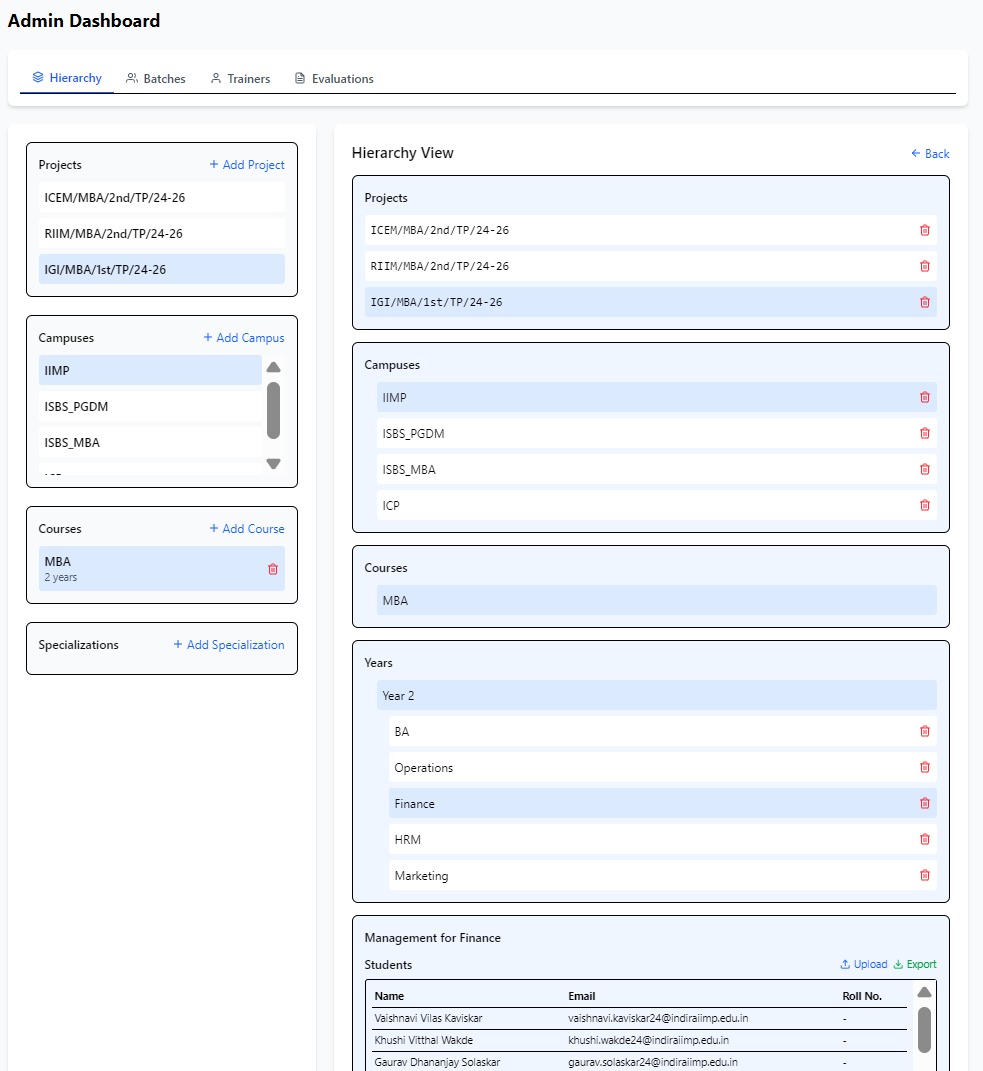 Admin Dashboard
Hierarchy Batches Trainers Evaluations
Projects + Add Project
ICEM/MBA/2nd/TP/24-26
RIIM/MBA/2nd/TP/24-26
IGI/MBA/1st/TP/24-26
Campuses + Add Campus
IIMP
ISBS_PGDM
ISBS_MBA
Courses + Add Course
MBA
2 years
Specializations + Add Specialization
Hierarchy View ← Back
Projects
ICEM/MBA/2nd/TP/24-26
RIIM/MBA/2nd/TP/24-26
IGI/MBA/1st/TP/24-26
Campuses
IIMP
ISBS_PGDM
ISBS_MBA
ICP
Courses
MBA
Years
Year 2
BA
Operations
Finance
HRM
Marketing
Management for Finance
Students Upload Export
Name Email Roll No.
Vaishnavi Vilas Kaviskar vaishnavi.kaviskar24@indiraiimp.edu.in -
Khushi Vitthal Wakde khushi.wakde24@indiraiimp.edu.in -
Gaurav Dhananjay Solaskar gaurav.solaskar24@indiraiimp.edu.in -